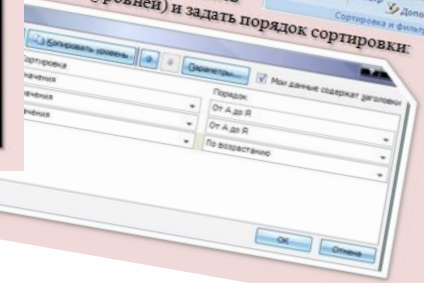 Допо
Сортировка и фильтр
уровней) и задать порядок сортировки:
Копировать уровень Параметры... Мои данные содержат заголовки
Сортировка Порядок
Значения От А до Я
Значения От А до Я
Значения По возрастанию
ОК Отмена